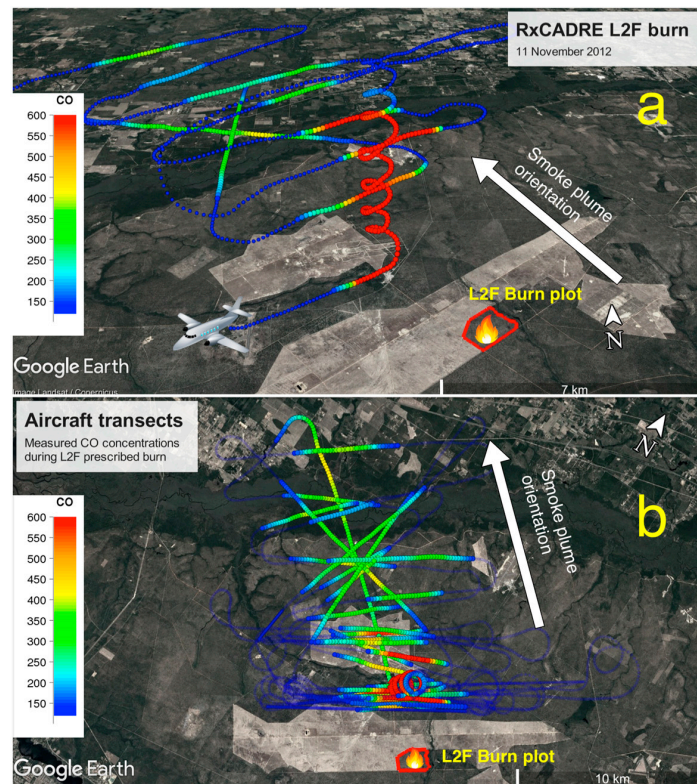 RxCADRE L2F burn
11 November 2012
a
CO
600
550
500
450
400
350
300
250
200
150
Smoke plume
orientation
L2F Burn plot
N
Google Earth
Image Landsat / Copernicus
7 km
Aircraft transects
Measured CO concentrations
during L2F prescribed burn
N
b
CO
600
550
500
450
400
350
300
250
200
150
Smoke plume
orientation
L2F Burn plot
Google Earth
10 km